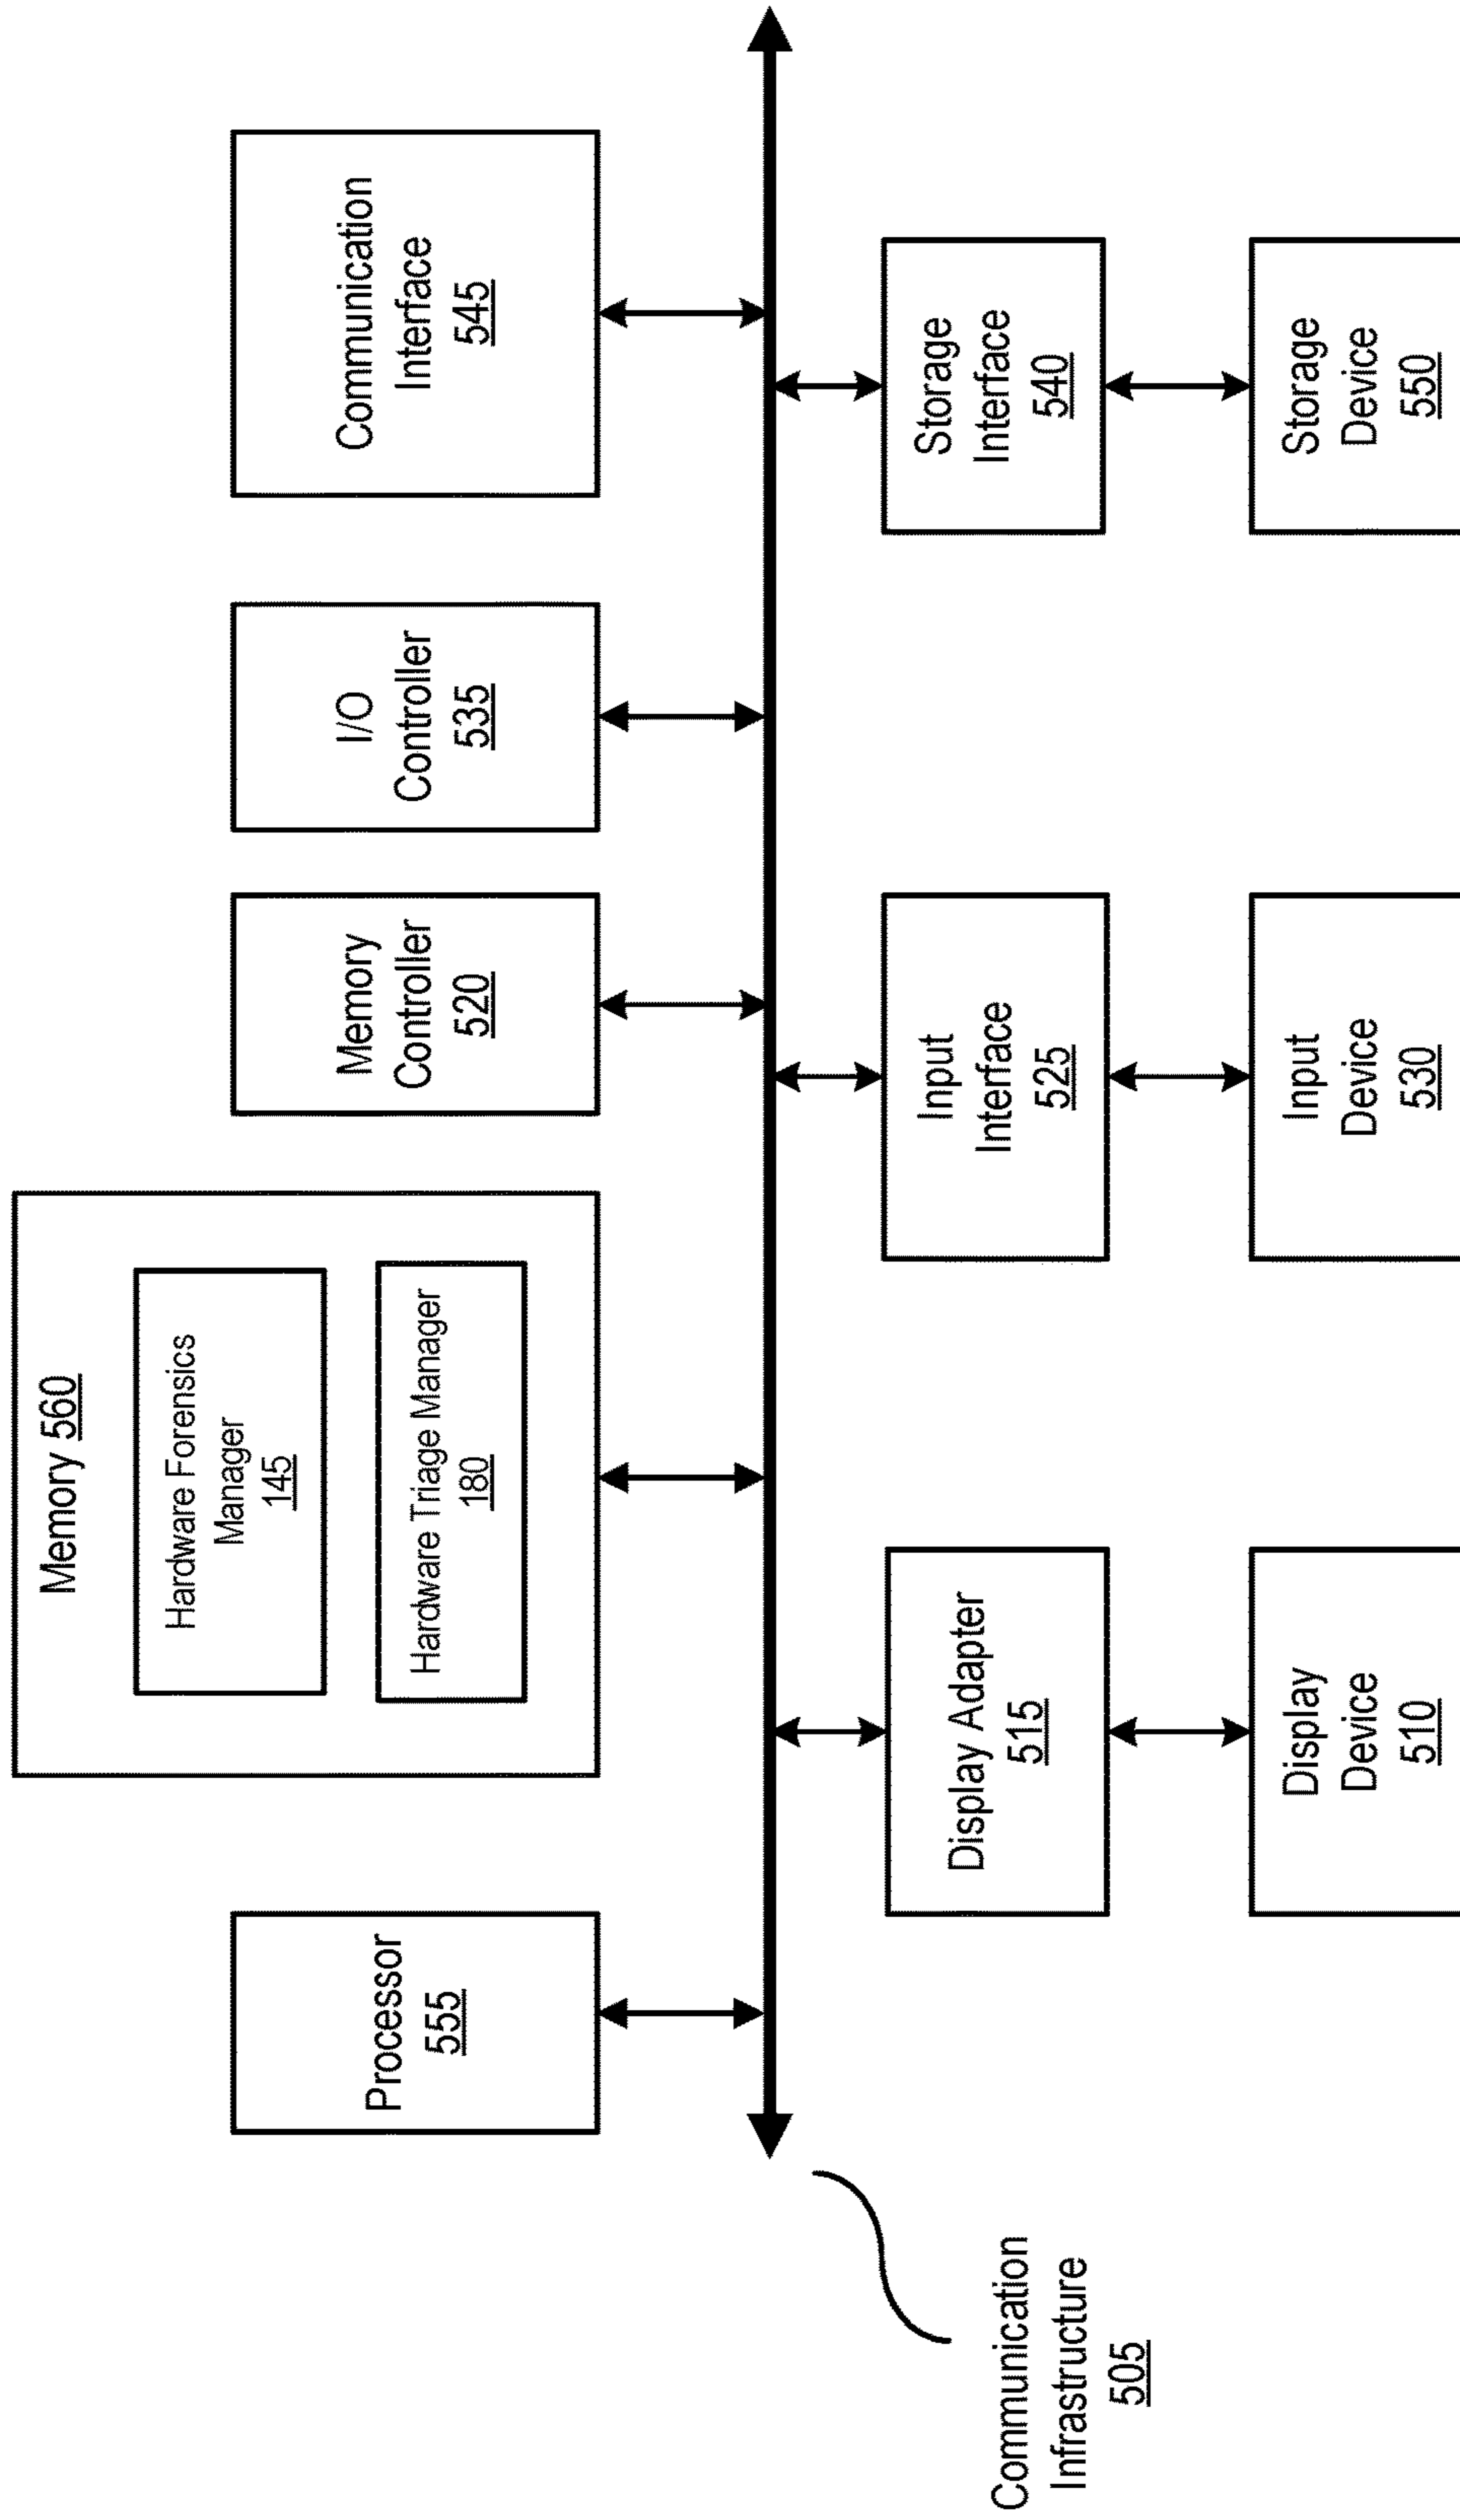 Processor
555
Memory 560
Hardware Forensics
Manager
145
Hardware Triage Manager
180
Memory
Controller
520
I/O
Controller
535
Communication
Interface
545
Communication
Infrastructure
505
Display Adapter
515
Input
Interface
525
Storage
Interface
540
Display
Device
510
Input
Device
530
Storage
Device
550